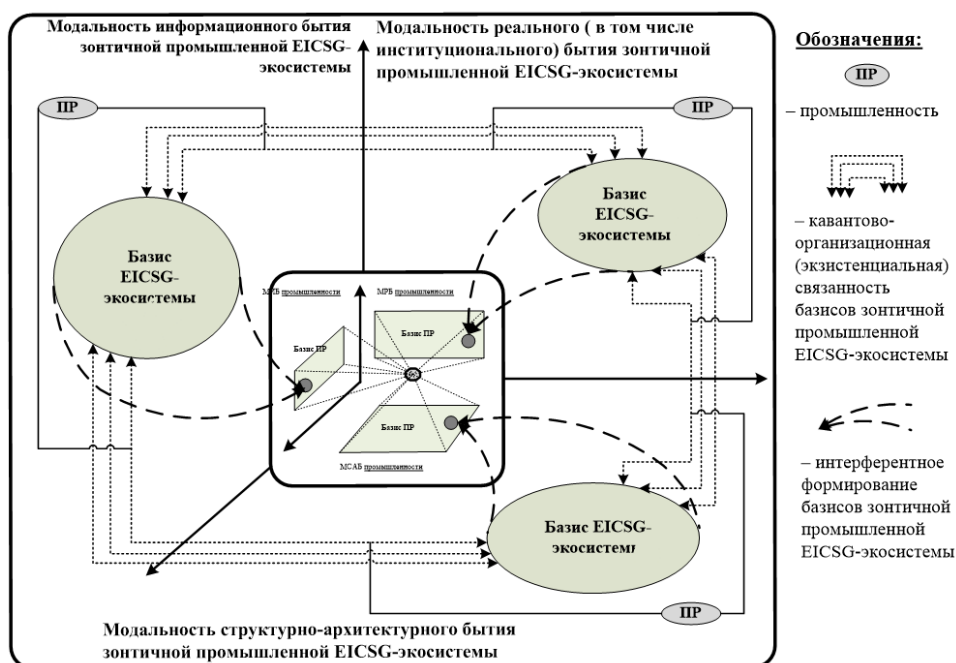 Модальность информационного бытия
зонтичной промышленной EICSG-
экосистемы
Модальность реального ( в том числе
институционального) бытия зонтичной
промышленной EICSG-экосистемы
ПР
ПР
Базис
EICSG-
экосистемы
Базис
EICSG-
экосистемы
МИБ промышленности
МРБ промышленности
Базис ПР
Базис ПР
Базис ПР
МСАБ промышленности
Базис EICSG-
экосистемы
ПР
Модальность структурно-архитектурного бытия
зонтичной промышленной EICSG-экосистемы
Обозначения:
ПР
– промышленность
– кавантово-
организационная
(экзистенциальная)
связанность
базисов зонтичной
промышленной
EICSG-экосистемы
– интерферентное
формирование
базисов зонтичной
промышленной
EICSG-экосистемы